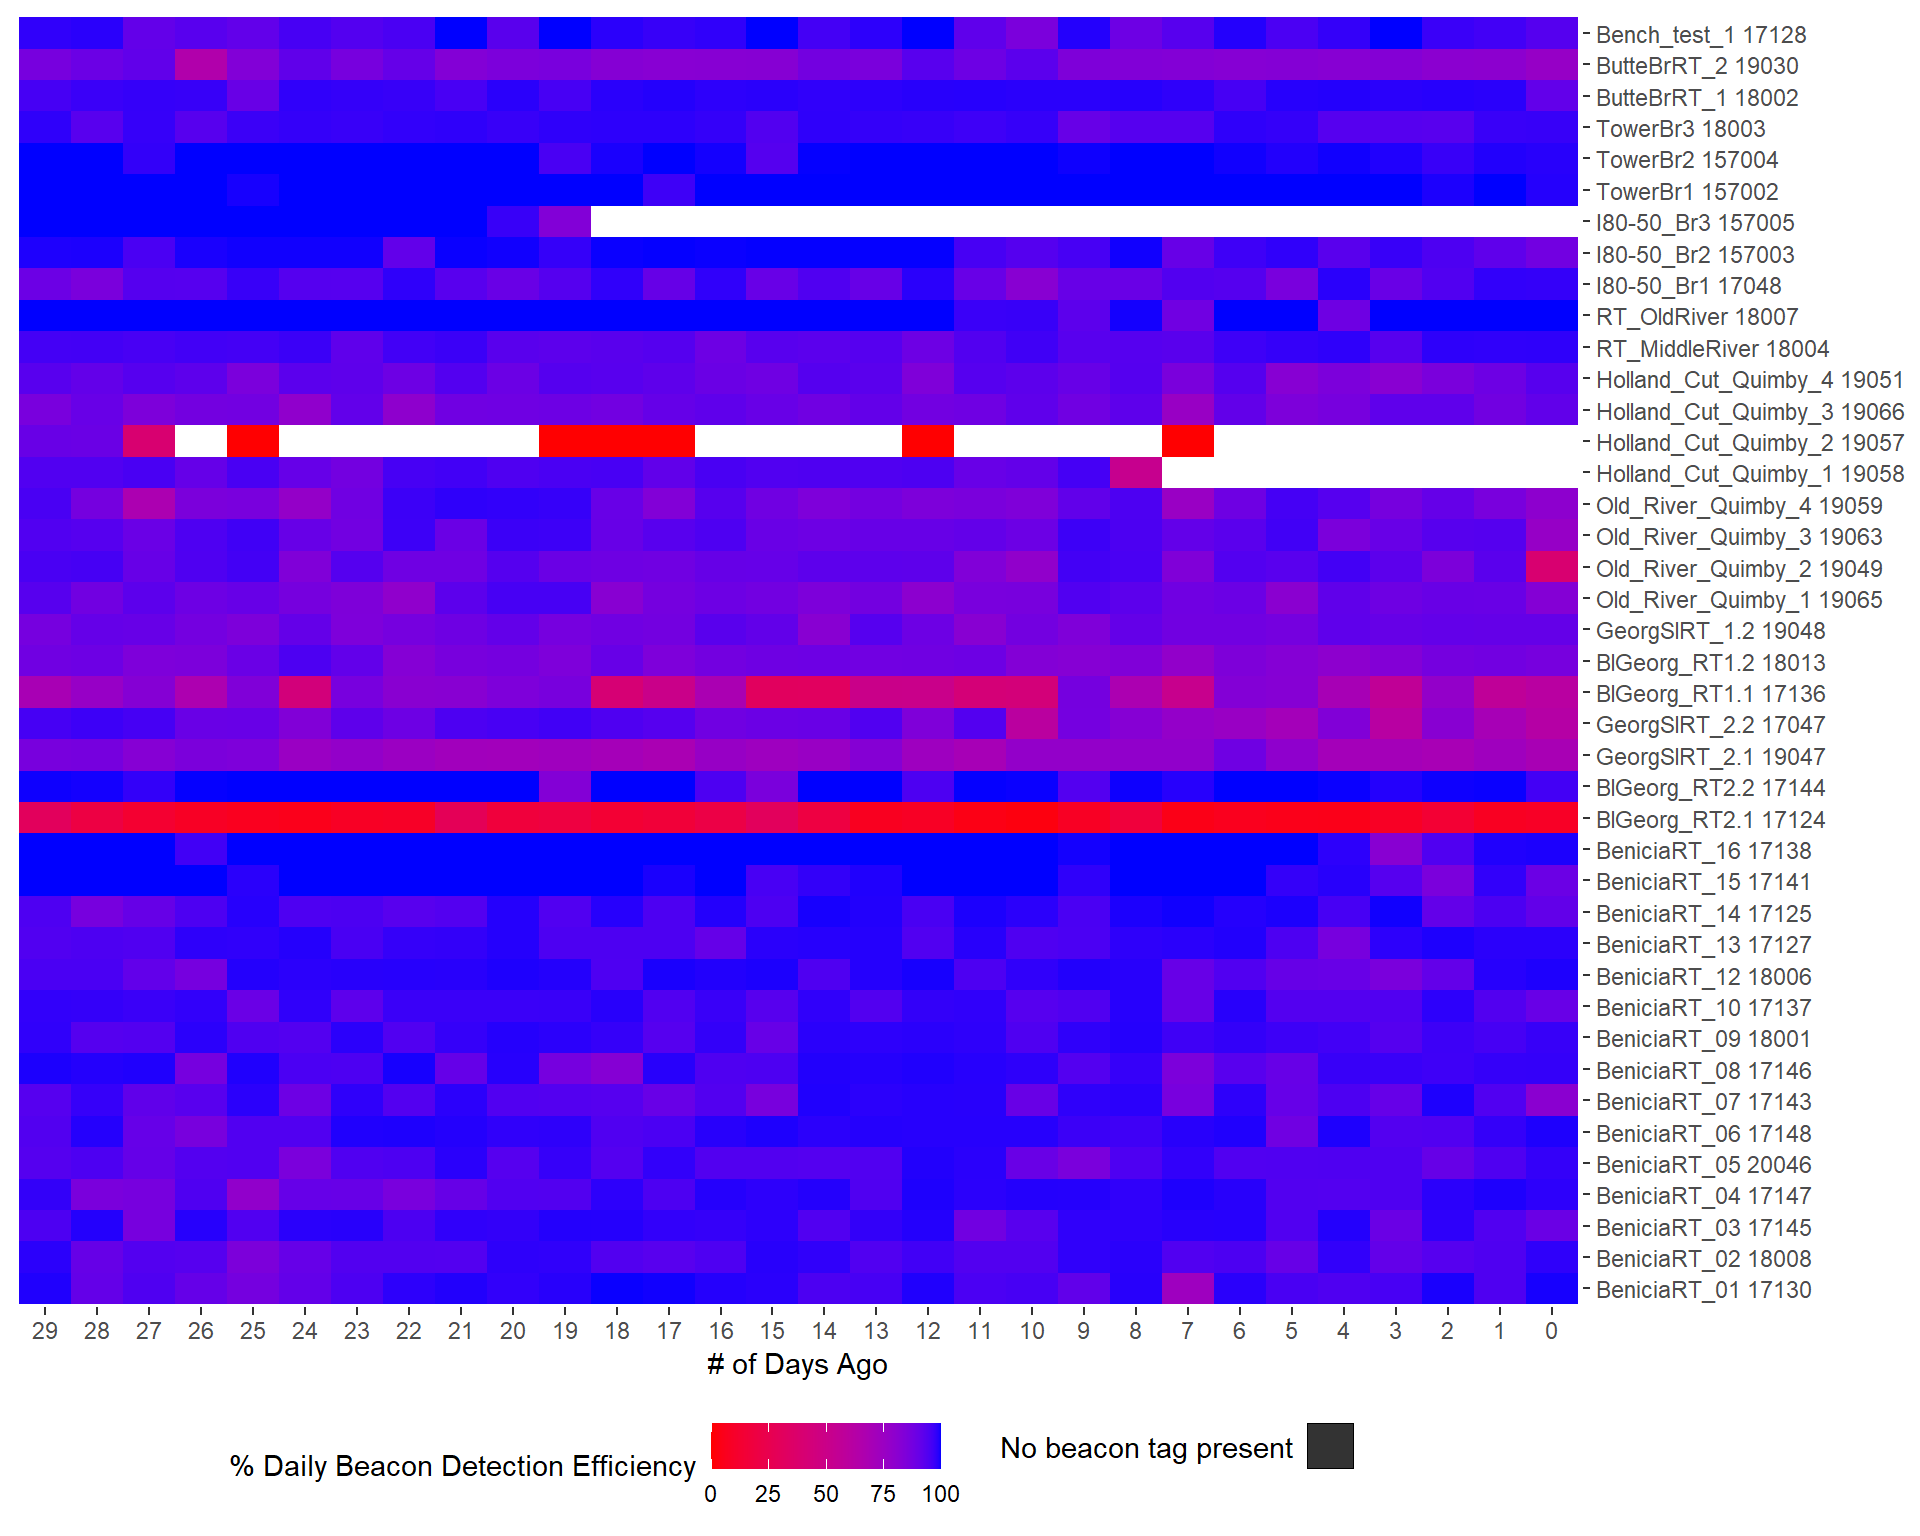 Bench_test_1 17128
ButteBrRT_2 19030
ButteBrRT_1 18002
TowerBr3 18003
TowerBr2 157004
TowerBr1 157002
I80-50_Br3 157005
I80-50_Br2 157003
I80-50_Br1 17048
RT_OldRiver 18007
RT_MiddleRiver 18004
Holland_Cut_Quimby_4 19051
Holland_Cut_Quimby_3 19066
Holland_Cut_Quimby_2 19057
Holland_Cut_Quimby_1 19058
Old_River_Quimby_4 19059
Old_River_Quimby_3 19063
Old_River_Quimby_2 19049
Old_River_Quimby_1 19065
GeorgSlRT_1.2 19048
BlGeorg_RT1.2 18013
BlGeorg_RT1.1 17136
GeorgSlRT_2.2 17047
GeorgSlRT_2.1 19047
BlGeorg_RT2.2 17144
BlGeorg_RT2.1 17124
BeniciaRT_16 17138
BeniciaRT_15 17141
BeniciaRT_14 17125
BeniciaRT_13 17127
BeniciaRT_12 18006
BeniciaRT_10 17137
BeniciaRT_09 18001
BeniciaRT_08 17146
BeniciaRT_07 17143
BeniciaRT_06 17148
BeniciaRT_05 20046
BeniciaRT_04 17147
BeniciaRT_03 17145
BeniciaRT_02 18008
BeniciaRT_01 17130
29 28 27 26 25 24 23 22 21 20 19 18 17 16 15 14 13 12 11 10 9 8 7 6 5 4 3 2 1 0
# of Days Ago
% Daily Beacon Detection Efficiency
0 25 50 75 100
No beacon tag present